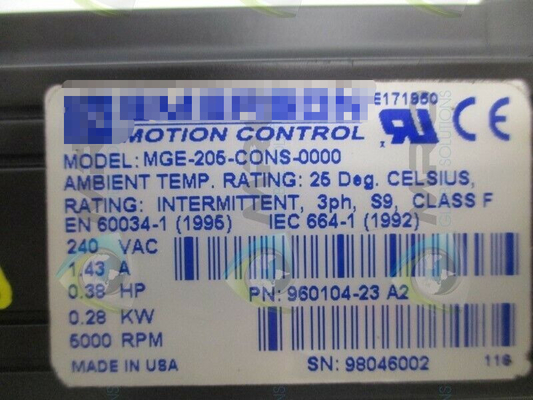 E171950
MOTION CONTROL
MODEL: MGE-205-CONS-0000
AMBIENT TEMP. RATING: 25 Deg. CELSIUS,
RATING: INTERMITTENT, 3ph, S9, CLASS F
EN 60034-1 (1995) IEC 664-1 (1992)
240 VAC
1.43 A
0.38 HP PN: 960104-23 A2
0.28 KW
5000 RPM
MADE IN USA SN: 98046002 116